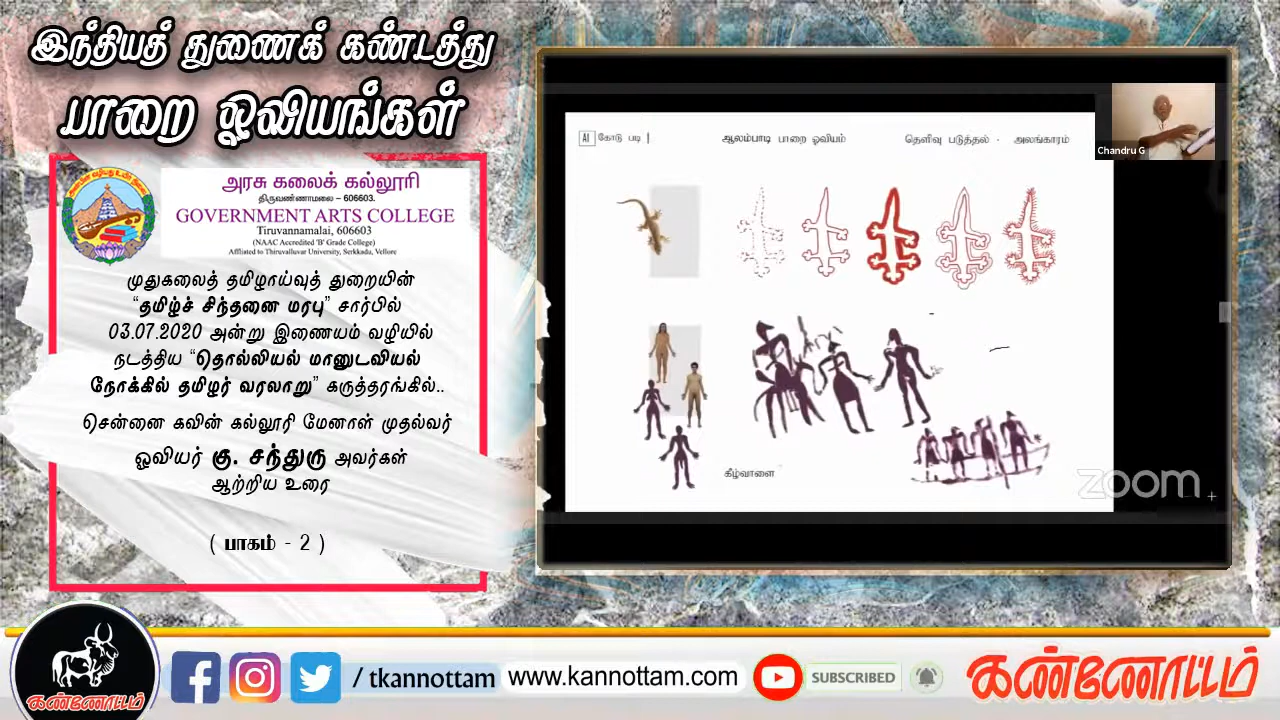 இந்தியத் துணைக் கண்டத்து
பாறை ஓவியங்கள்
அரசு கலைக் கல்லூரி
திருவண்ணாமலை – 606603.
GOVERNMENT ARTS COLLEGE
Tiruvannamalai, 606603
(NAAC Accredited 'B' Grade College)
Affliated to Thiruvalluvar University, Serkkadu, Vellore
முதுகலைத் தமிழாய்வுத் துறையின்
“தமிழ்ச் சிந்தனை மரபு” சார்பில்
03.07.2020 அன்று இணையம் வழியில்
நடத்திய “தொல்லியல் மானுடவியல்
நோக்கில் தமிழர் வரலாறு” கருத்தரங்கில்..
சென்னை கவின் கல்லூரி மேனாள் முதல்வர்
ஓவியர் கு. சந்துரு அவர்கள்
ஆற்றிய உரை
( பாகம் - 2 )
A1 கோடு படி |
ஆலம்பாடி பாறை ஓவியம்
தெளிவு படுத்தல் - அலங்காரம்
Chandru G
கீழ்வாளை
zoom
கண்ணோட்டம்
/ tkannottam
www.kannottam.com
SUBSCRIBED
கண்ணோட்டம்